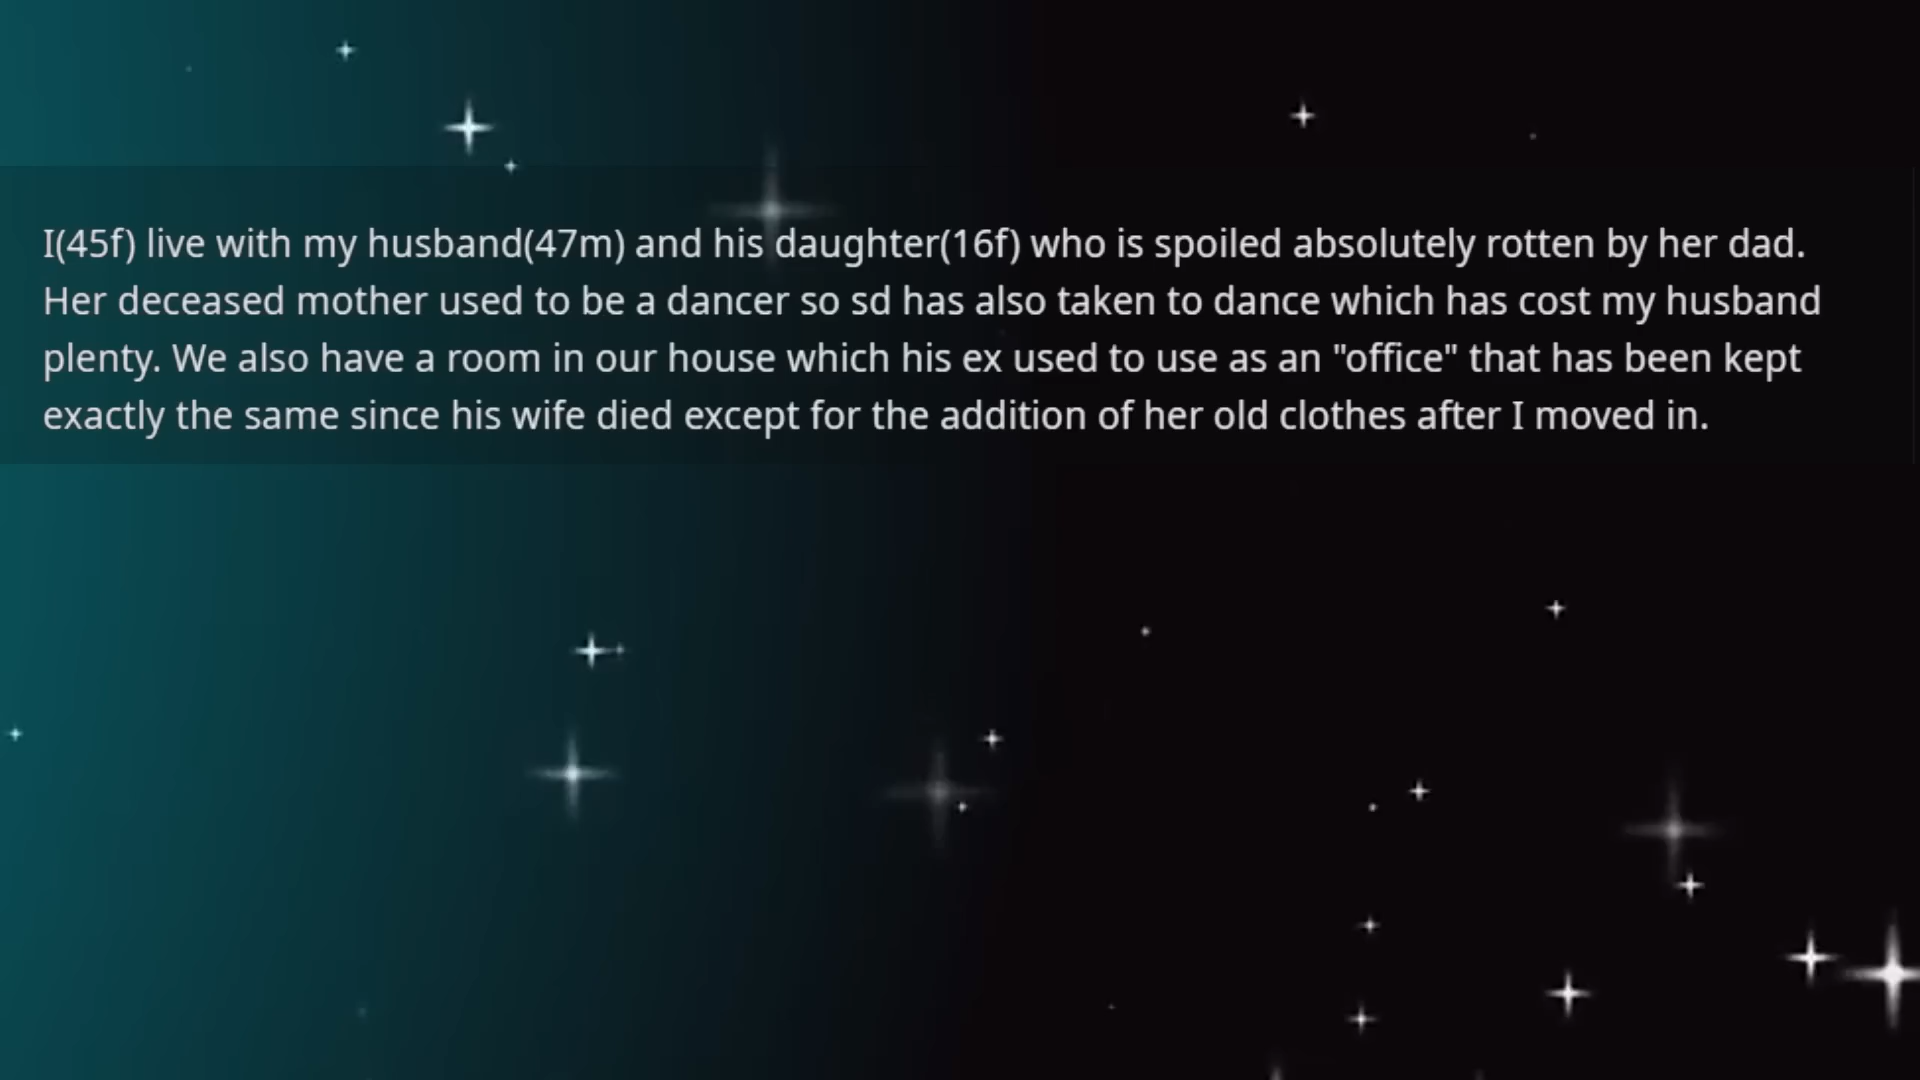 I(45f) live with my husband(47m) and his daughter(16f) who is spoiled absolutely rotten by her dad.
Her deceased mother used to be a dancer so sd has also taken to dance which has cost my husband
plenty. We also have a room in our house which his ex used to use as an "office" that has been kept
exactly the same since his wife died except for the addition of her old clothes after I moved in.